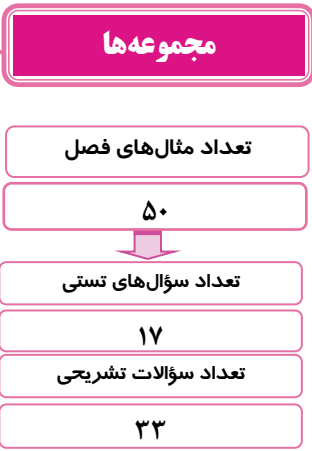 مجموعه‌ها
تعداد مثال‌های فصل
۵۰
تعداد سؤال‌های تستی
۱۷
تعداد سؤالات تشریحی
۳۳